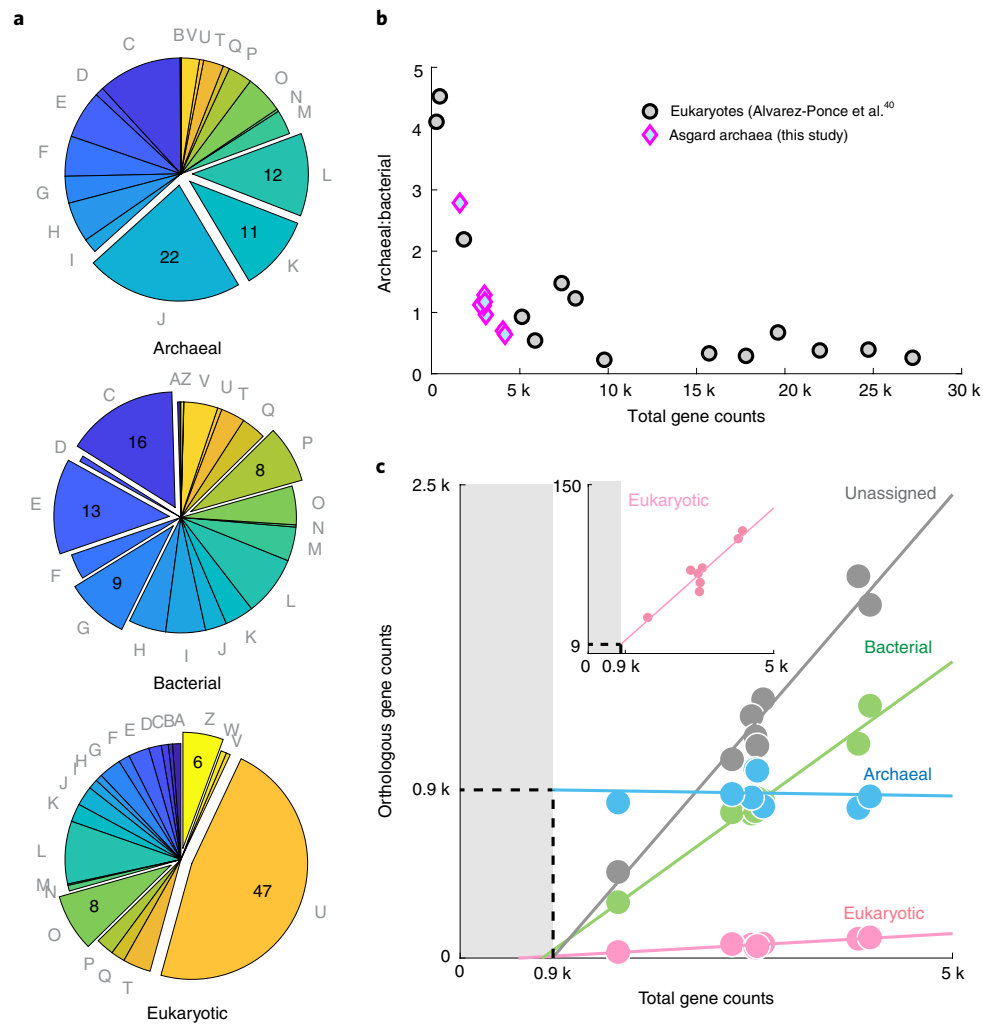 a
B V U T Q P
C
O
D
N
M
E
F
12
L
G
11
H
22
K
I
J
Archaeal
A Z V U T
C
Q
16
P
8
D
O
E
13
N
M
F
9
L
G
K
H
I
J
Bacterial
E D C B A
Z
W
V
F
G
H
I
J
6
K
L
47
U
M
N
8
O
P
Q
T
Eukaryotic
b
5
4
3
2
1
0
Archaeal:bacterial
Eukaryotes (Alvarez-Ponce et al.40
Asgard archaea (this study)
0 5 k 10 k 15 k 20 k 25 k 30 k
Total gene counts
c
2.5 k
150
Eukaryotic
Unassigned
9
0 0.9 k 5 k
Bacterial
Orthologous gene counts
Archaeal
0.9 k
Eukaryotic
0
0 0.9 k 5 k
Total gene counts